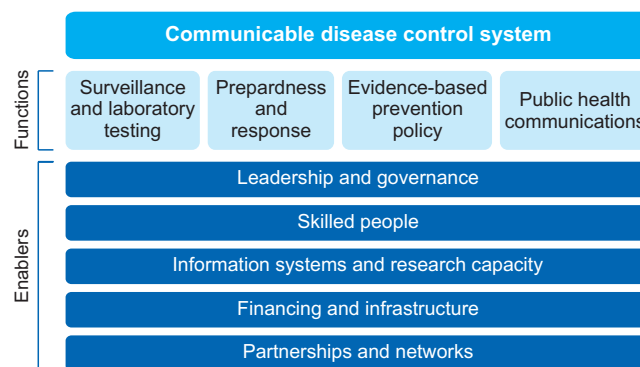 Communicable disease control system
Functions
Surveillance
and laboratory
testing
Prepardness
and
response
Evidence-based
prevention
policy
Public health
communications
Enablers
Leadership and governance
Skilled people
Information systems and research capacity
Financing and infrastructure
Partnerships and networks